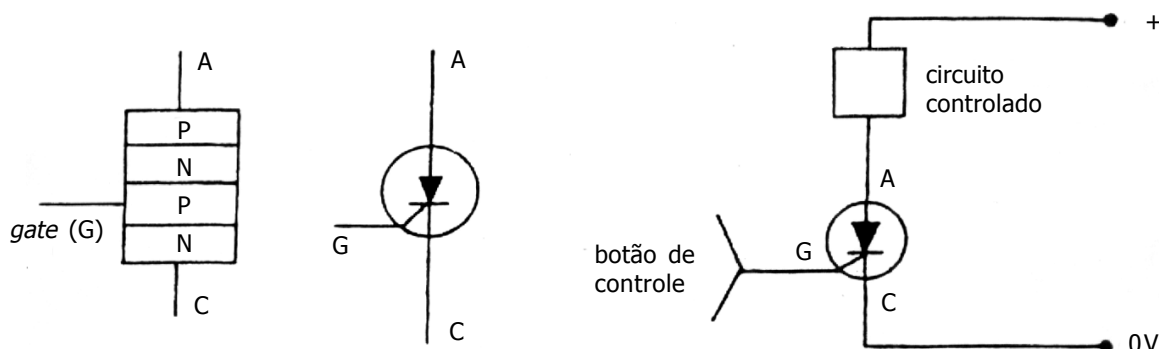 A
P
N
P
N
gate (G)
C
A
G
C
+
circuito
controlado
A
G
botão de
controle
C
0V